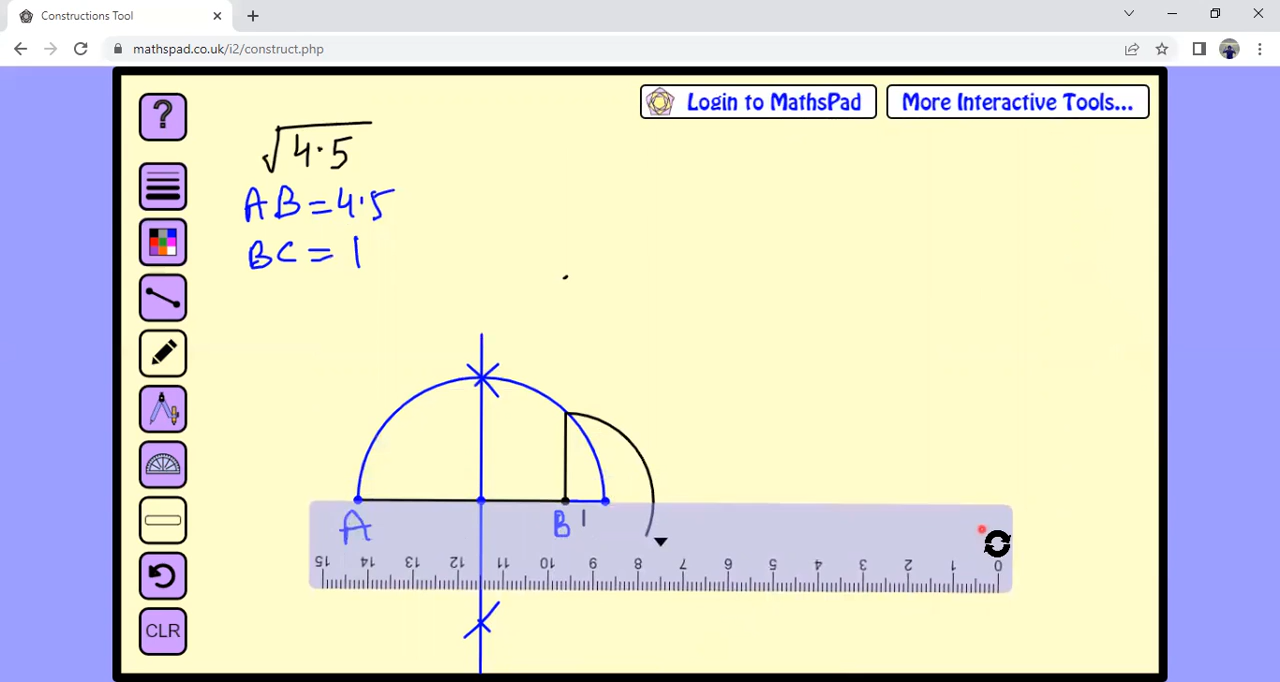 Constructions Tool
mathspad.co.uk/i2/construct.php
?
Login to MathsPad
More Interactive Tools...
√4·5
AB=4·5
BC=1
A
B 1
15 14 13 12 11 10 9 8 7 6 5 4 3 2 1 0
CLR